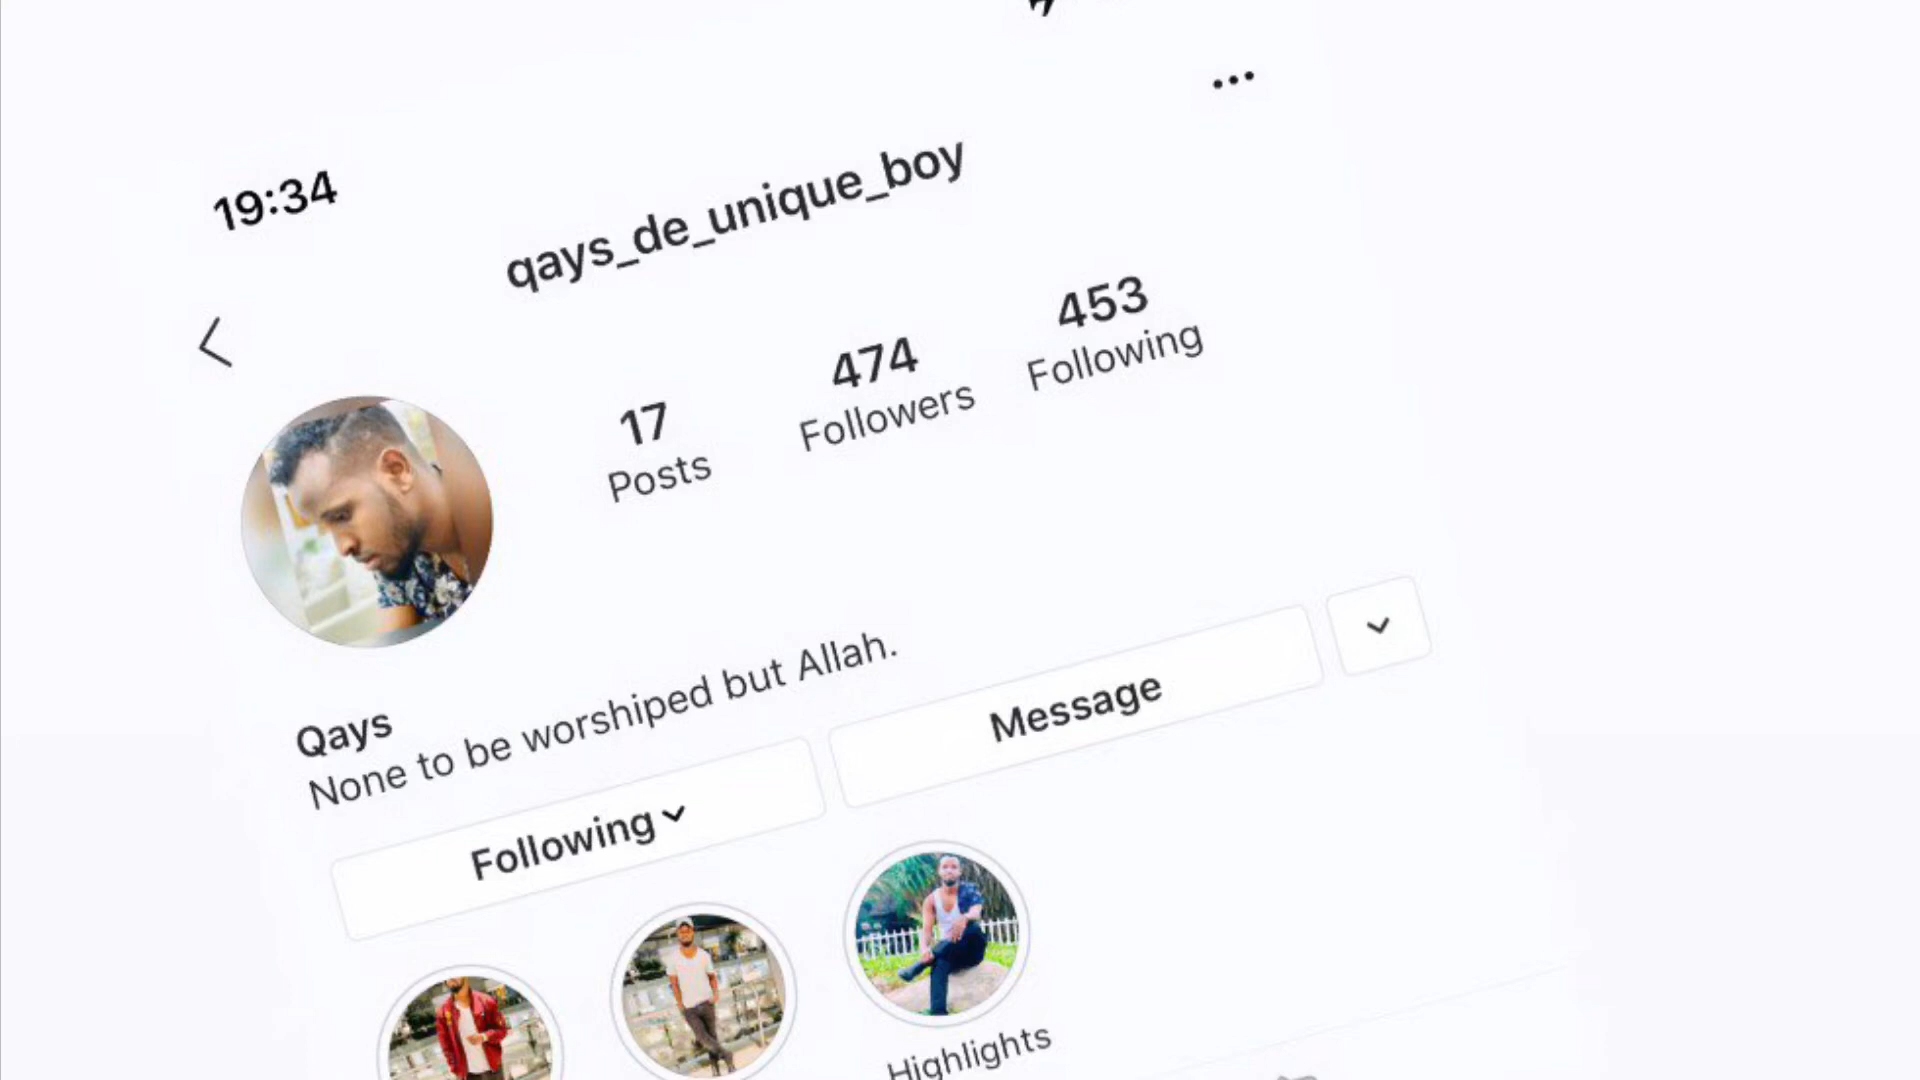 19:34
qays_de_unique_boy
17
Posts
474
Followers
453
Following
Qays
None to be worshiped but Allah.
Following
Message
Highlights